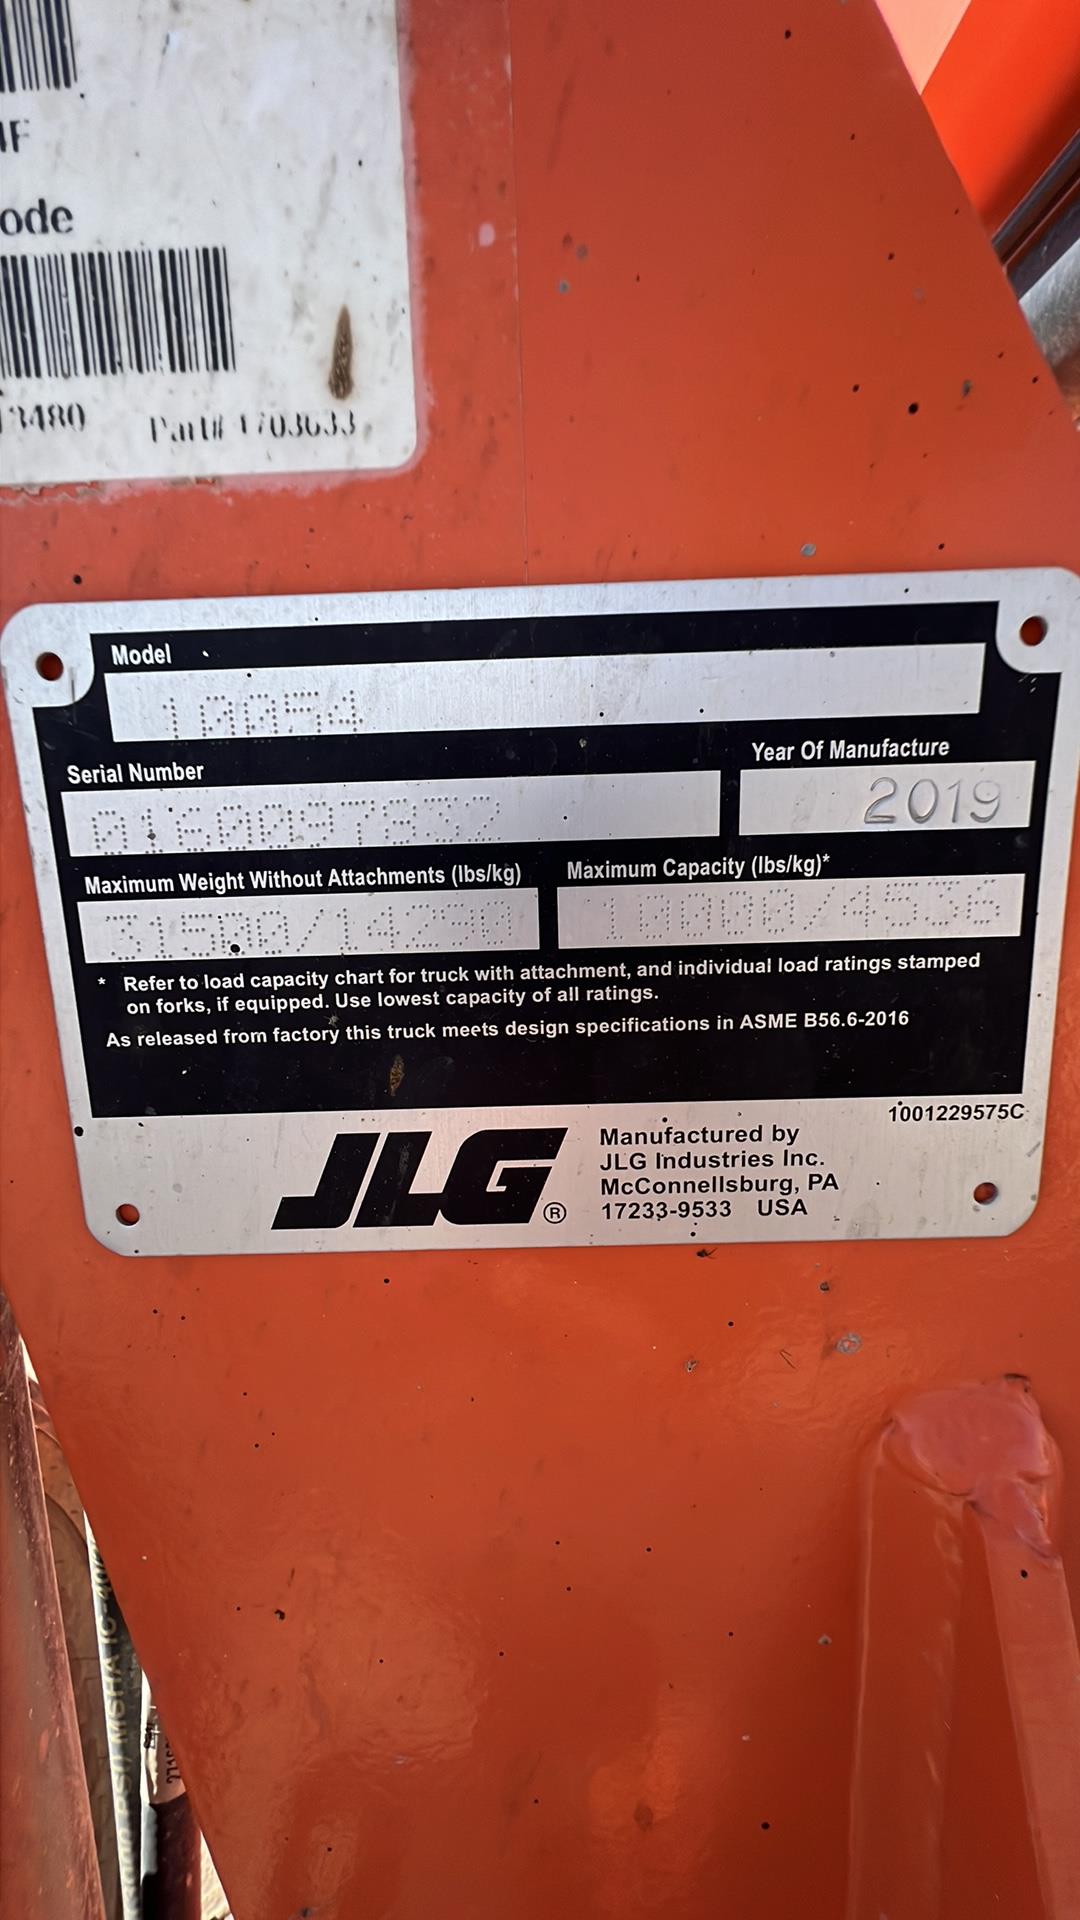 ode
13480 Part# 1703633
Model
10054
Serial Number
Year Of Manufacture
0160097832
2019
Maximum Weight Without Attachments (lbs/kg)
Maximum Capacity (lbs/kg)*
31500/14290
10000/4536
* Refer to load capacity chart for truck with attachment, and individual load ratings stamped
on forks, if equipped. Use lowest capacity of all ratings.
As released from factory this truck meets design specifications in ASME B56.6-2016
1001229575C
JLG®
Manufactured by
JLG Industries Inc.
McConnellsburg, PA
17233-9533 USA